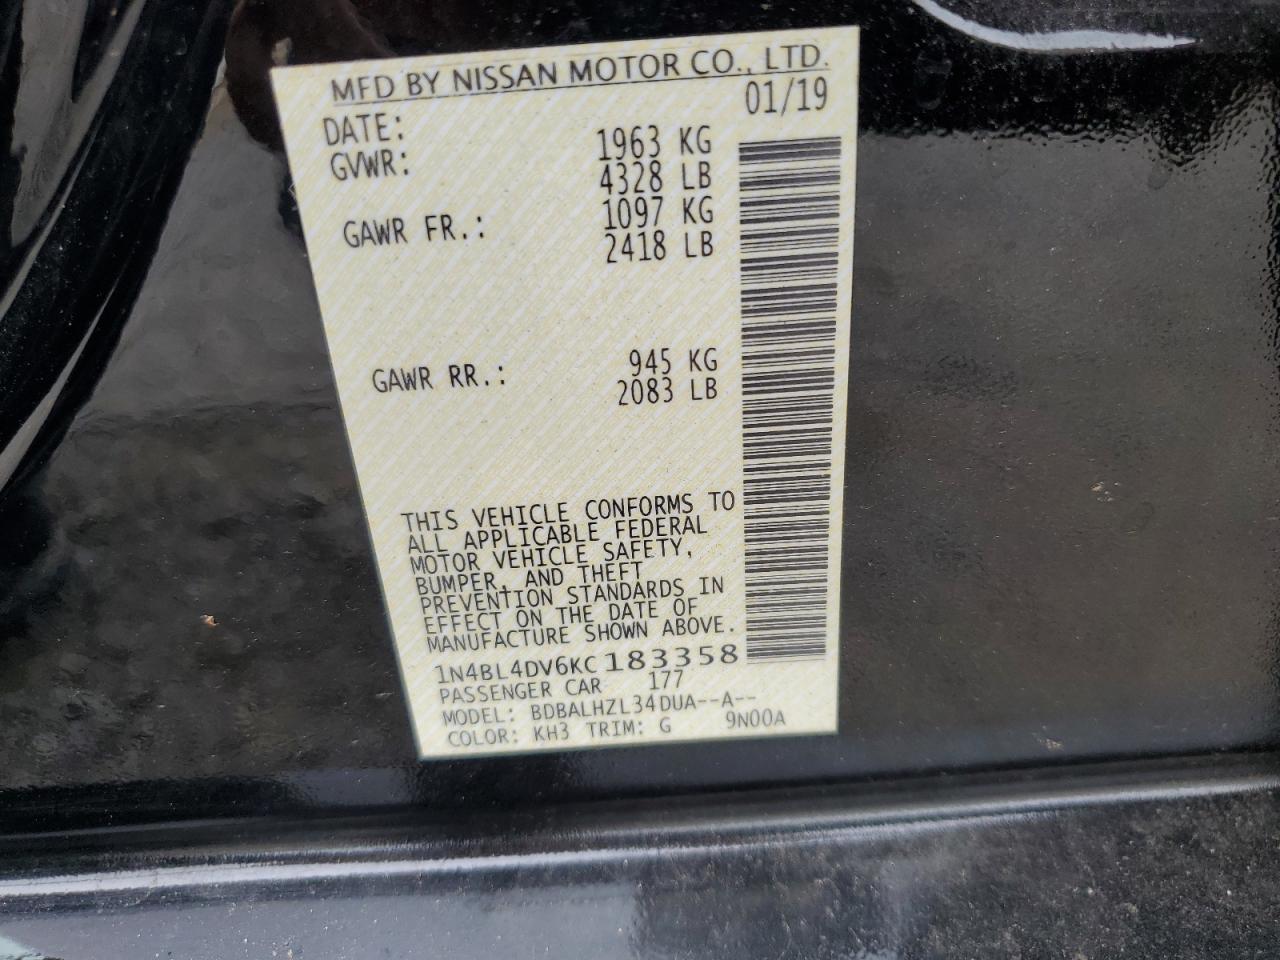 MFD BY NISSAN MOTOR CO., LTD.
DATE: 01/19
GVWR: 1963 KG
4328 LB
GAWR FR.: 1097 KG
2418 LB
GAWR RR.: 945 KG
2083 LB
THIS VEHICLE CONFORMS TO
ALL APPLICABLE FEDERAL
MOTOR VEHICLE SAFETY,
BUMPER, AND THEFT
PREVENTION STANDARDS IN
EFFECT ON THE DATE OF
MANUFACTURE SHOWN ABOVE.
1N4BL4DV6KC183358
PASSENGER CAR 177
MODEL: BDBALHZL34DUA--A--
COLOR: KH3 TRIM: G 9N00A